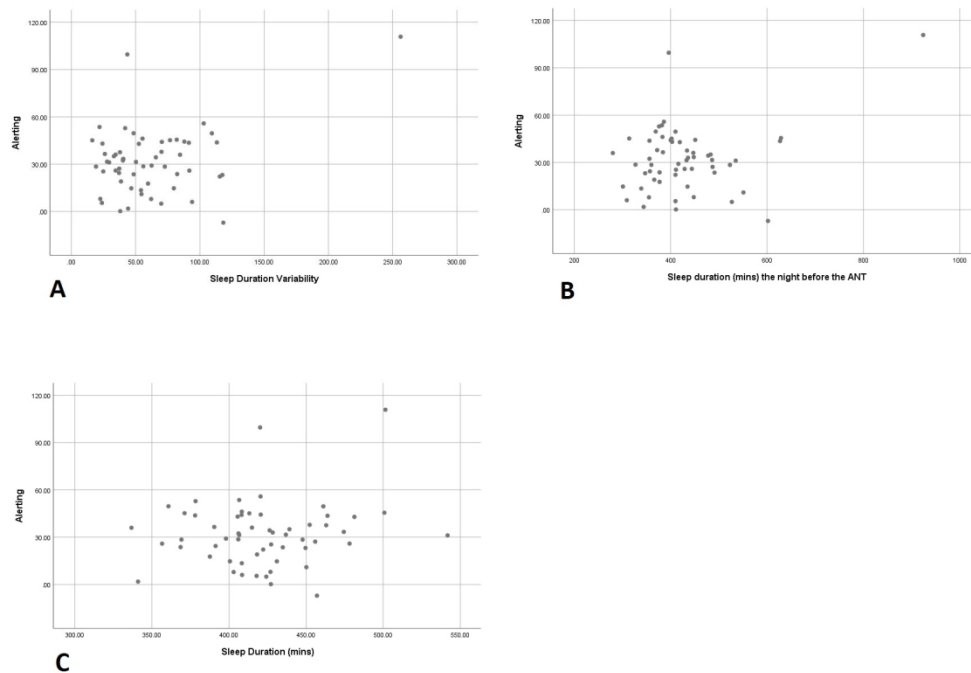 120.00
90.00
60.00
30.00
.00
Alerting
.00 50.00 100.00 150.00 200.00 250.00 300.00
Sleep Duration Variability
A
120.00
90.00
60.00
30.00
.00
Alerting
200 400 600 800 1000
Sleep duration (mins) the night before the ANT
B
120.00
90.00
60.00
30.00
.00
Alerting
300.00 350.00 400.00 450.00 500.00 550.00
Sleep Duration (mins)
C